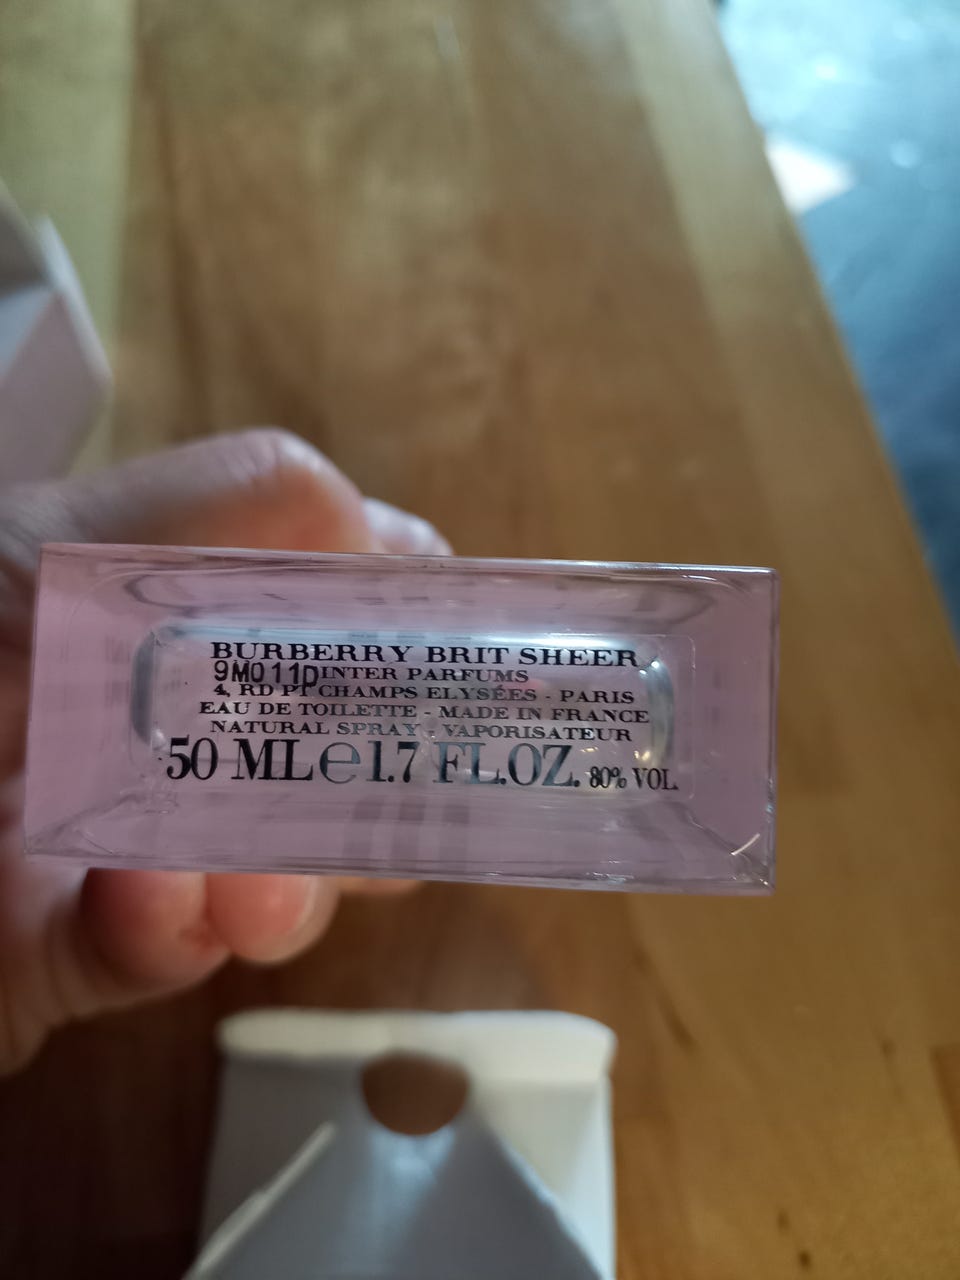 BURBERRY BRIT SHEER
9M011P INTER PARFUMS
4, RD PT CHAMPS ELYSÉES - PARIS
EAU DE TOILETTE - MADE IN FRANCE
NATURAL SPRAY - VAPORISATEUR
50 ML e 1.7 FL.OZ. 80% VOL.